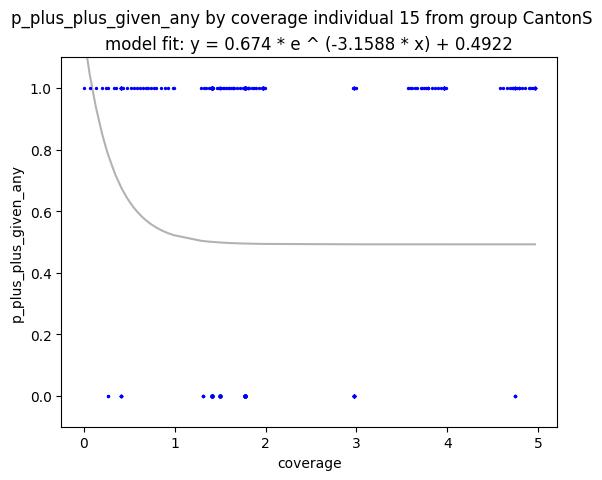 p_plus_plus_given_any by coverage individual 15 from group CantonS
model fit: y = 0.674 * e ^ (-3.1588 * x) + 0.4922
p_plus_plus_given_any
1.0
0.8
0.6
0.4
0.2
0.0
0 1 2 3 4 5
coverage